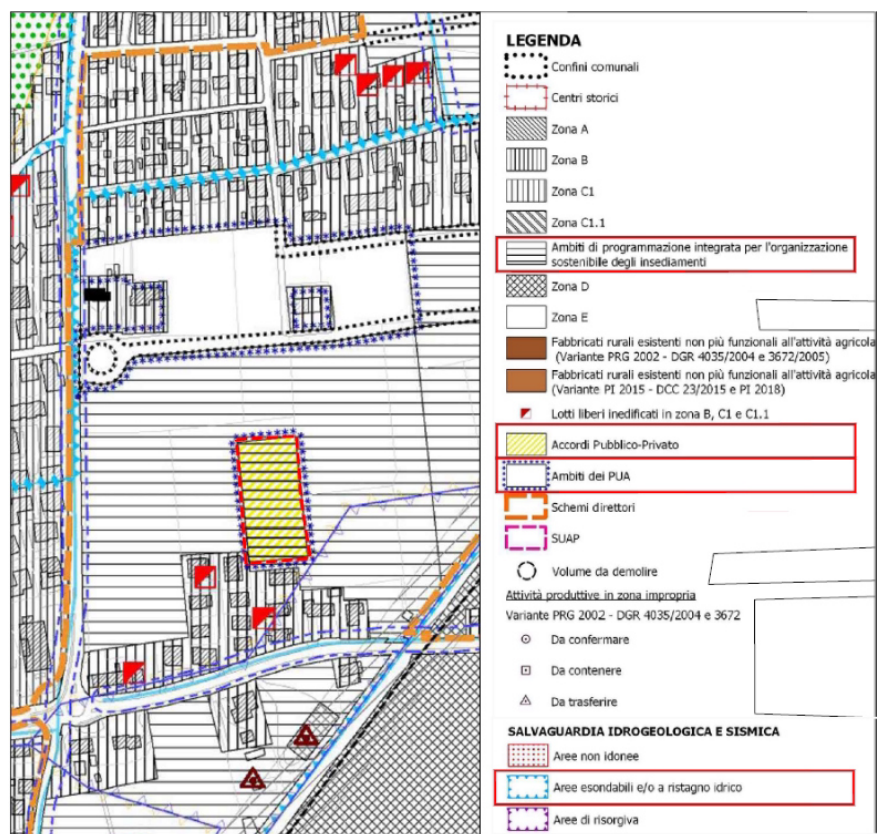 LEGENDA
Confini comunali
Centri storici
Zona A
Zona B
Zona C1
Zona C1.1
Ambiti di programmazione integrata per l'organizzazione
sostenibile degli insediamenti
Zona D
Zona E
Fabbricati rurali esistenti non più funzionali all'attività agricola
(Variante PRG 2002 - DGR 4035/2004 e 3672/2005)
Fabbricati rurali esistenti non più funzionali all'attività agricola
(Variante PI 2015 - DCC 23/2015 e PI 2018)
Lotti liberi inedificati in zona B, C1 e C1.1
Accordi Pubblico-Privato
Ambiti dei PUA
Schemi direttori
SUAP
Volume da demolire
Attività produttive in zona impropria
Variante PRG 2002 - DGR 4035/2004 e 3672
Da confermare
Da contenere
Da trasferire
SALVAGUARDIA IDROGEOLOGICA E SISMICA
Aree non idonee
Aree esondabili e/o a ristagno idrico
Aree di risorgiva